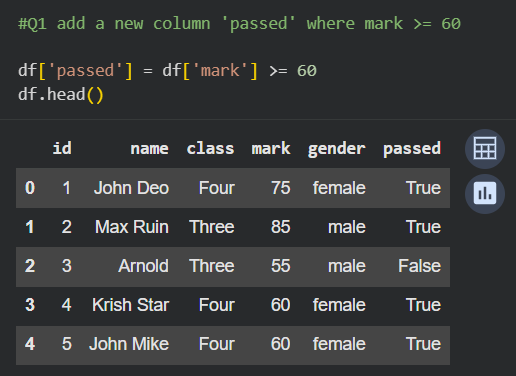 #Q1 add a new column 'passed' where mark >= 60
df['passed'] = df['mark'] >= 60
df.head()
id name class mark gender passed
0 1 John Deo Four 75 female True
1 2 Max Ruin Three 85 male True
2 3 Arnold Three 55 male False
3 4 Krish Star Four 60 female True
4 5 John Mike Four 60 female True